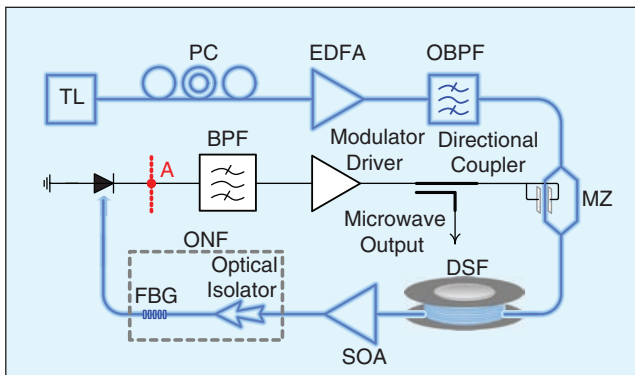 PC
EDFA
OBPF
TL
BPF
Modulator
Driver
Directional
Coupler
A
MZ
Microwave
Output
ONF
Optical
Isolator
FBG
DSF
SOA